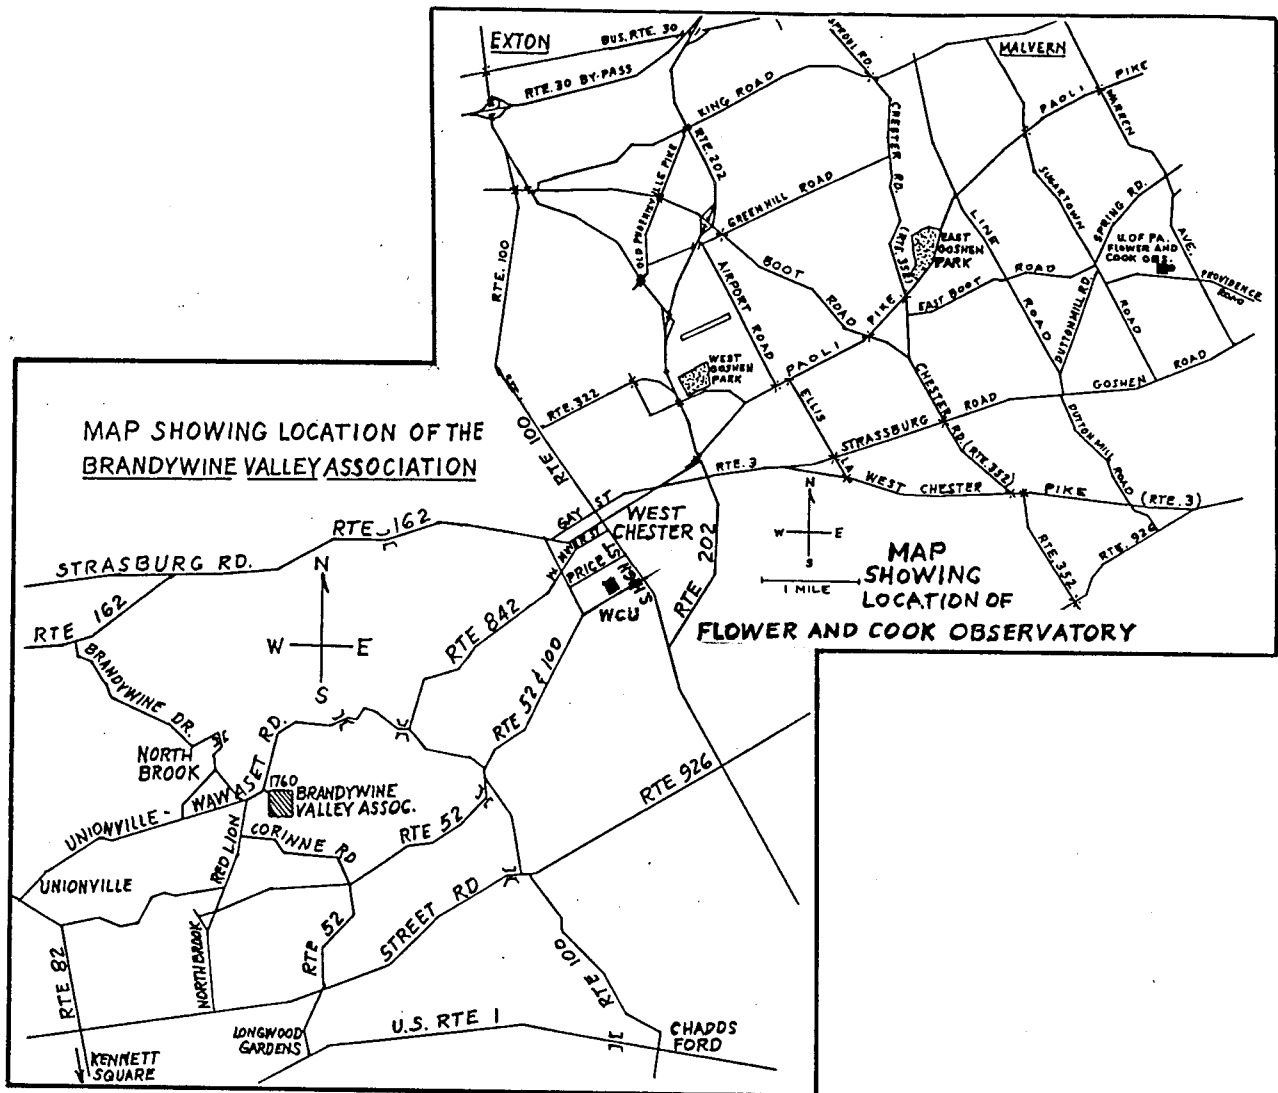 EXTON
BUS. RTE. 30
RTE. 30 BY-PASS
SPROUL RD.
MALVERN
KING ROAD
PAOLI PIKE
WARREN
AVE.
CHESTER RD.
(RTE. 352)
OLD PHOENIXVILLE PIKE
RTE. 202
GREENHILL ROAD
LINE
ROAD
SUGARTOWN
ROAD
SPRING RD.
U. OF PA.
FLOWER AND
COOK OBS.
PROVIDENCE
ROAD
EAST
GOSHEN
PARK
EAST BOOT ROAD
DUTTON MILL RD.
RTE. 100
BOOT
ROAD
AIRPORT ROAD
PAOLI PIKE
WEST
GOSHEN
PARK
RTE. 322
ELLIS
LA.
CHESTER
RD. (RTE. 352)
STRASSBURG ROAD
GOSHEN ROAD
DUTTON MILL ROAD
RTE. 3
WEST CHESTER PIKE (RTE. 3)
RTE. 926
RTE. 352
N
W E
S
1 MILE
MAP
SHOWING
LOCATION OF
FLOWER AND COOK OBSERVATORY
MAP SHOWING LOCATION OF THE
BRANDYWINE VALLEY ASSOCIATION
RTE 100
GAY ST
WEST
CHESTER
PRICE ST
S HIGH ST
WCU
RTE 202
RTE 162
STRASBURG RD.
RTE 162
N
W E
S
BRANDYWINE DR.
RTE 842
RTE 52 & 100
NORTH
BROOK
UNIONVILLE - WAWASET RD.
1760
BRANDYWINE
VALLEY ASSOC.
RTE 926
RED LION
CORINNE RD
RTE 52
UNIONVILLE
RTE 82
NORTHBROOK
RTE 52
STREET RD
RTE 100
LONGWOOD
GARDENS
U.S. RTE 1
CHADDS
FORD
KENNETT
SQUARE